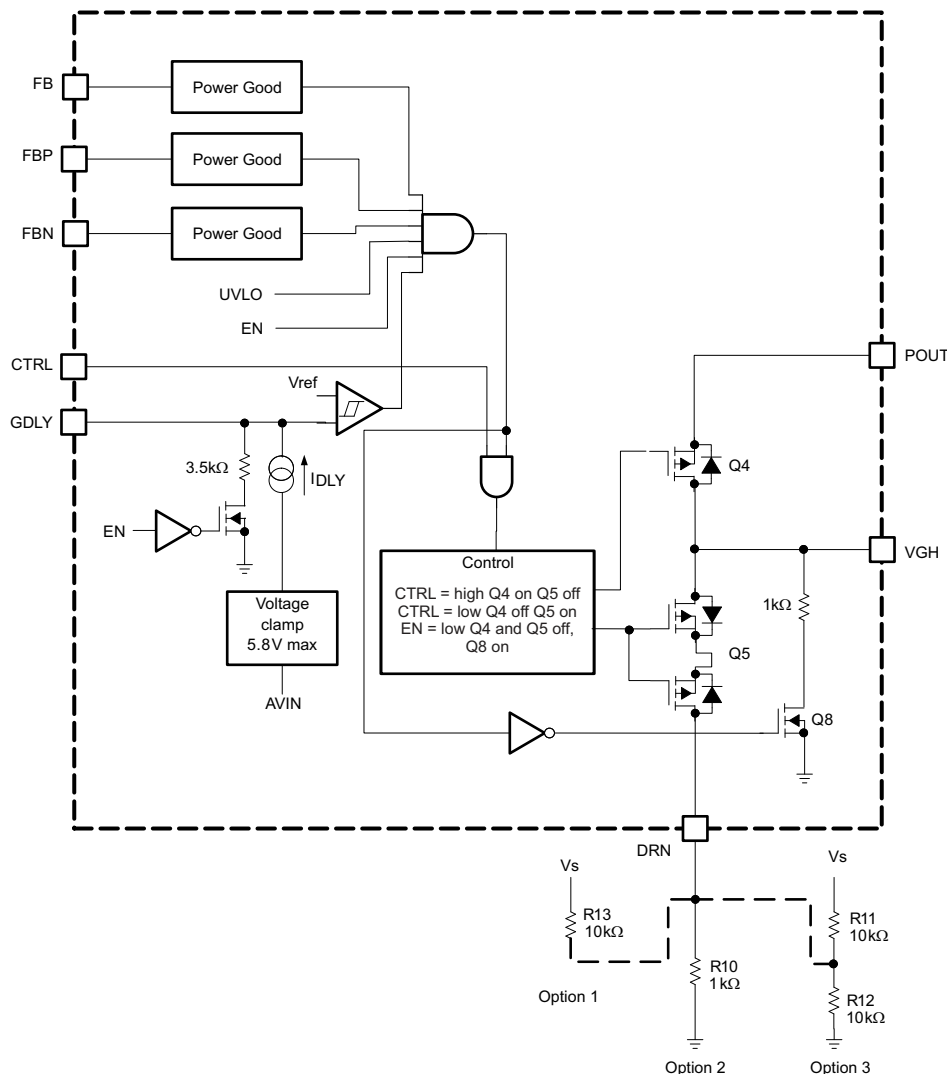 FB
Power Good
FBP
Power Good
FBN
Power Good
UVLO
EN
CTRL
POUT
Vref
GDLY
3.5kΩ
IDLY
Q4
EN
VGH
Control
CTRL = high Q4 on Q5 off
CTRL = low Q4 off Q5 on
EN = low Q4 and Q5 off,
Q8 on
Voltage
clamp
5.8V max
1kΩ
Q5
AVIN
Q8
DRN
Vs
Vs
R13
10kΩ
R11
10kΩ
R10
1kΩ
Option 1
R12
10kΩ
Option 2
Option 3